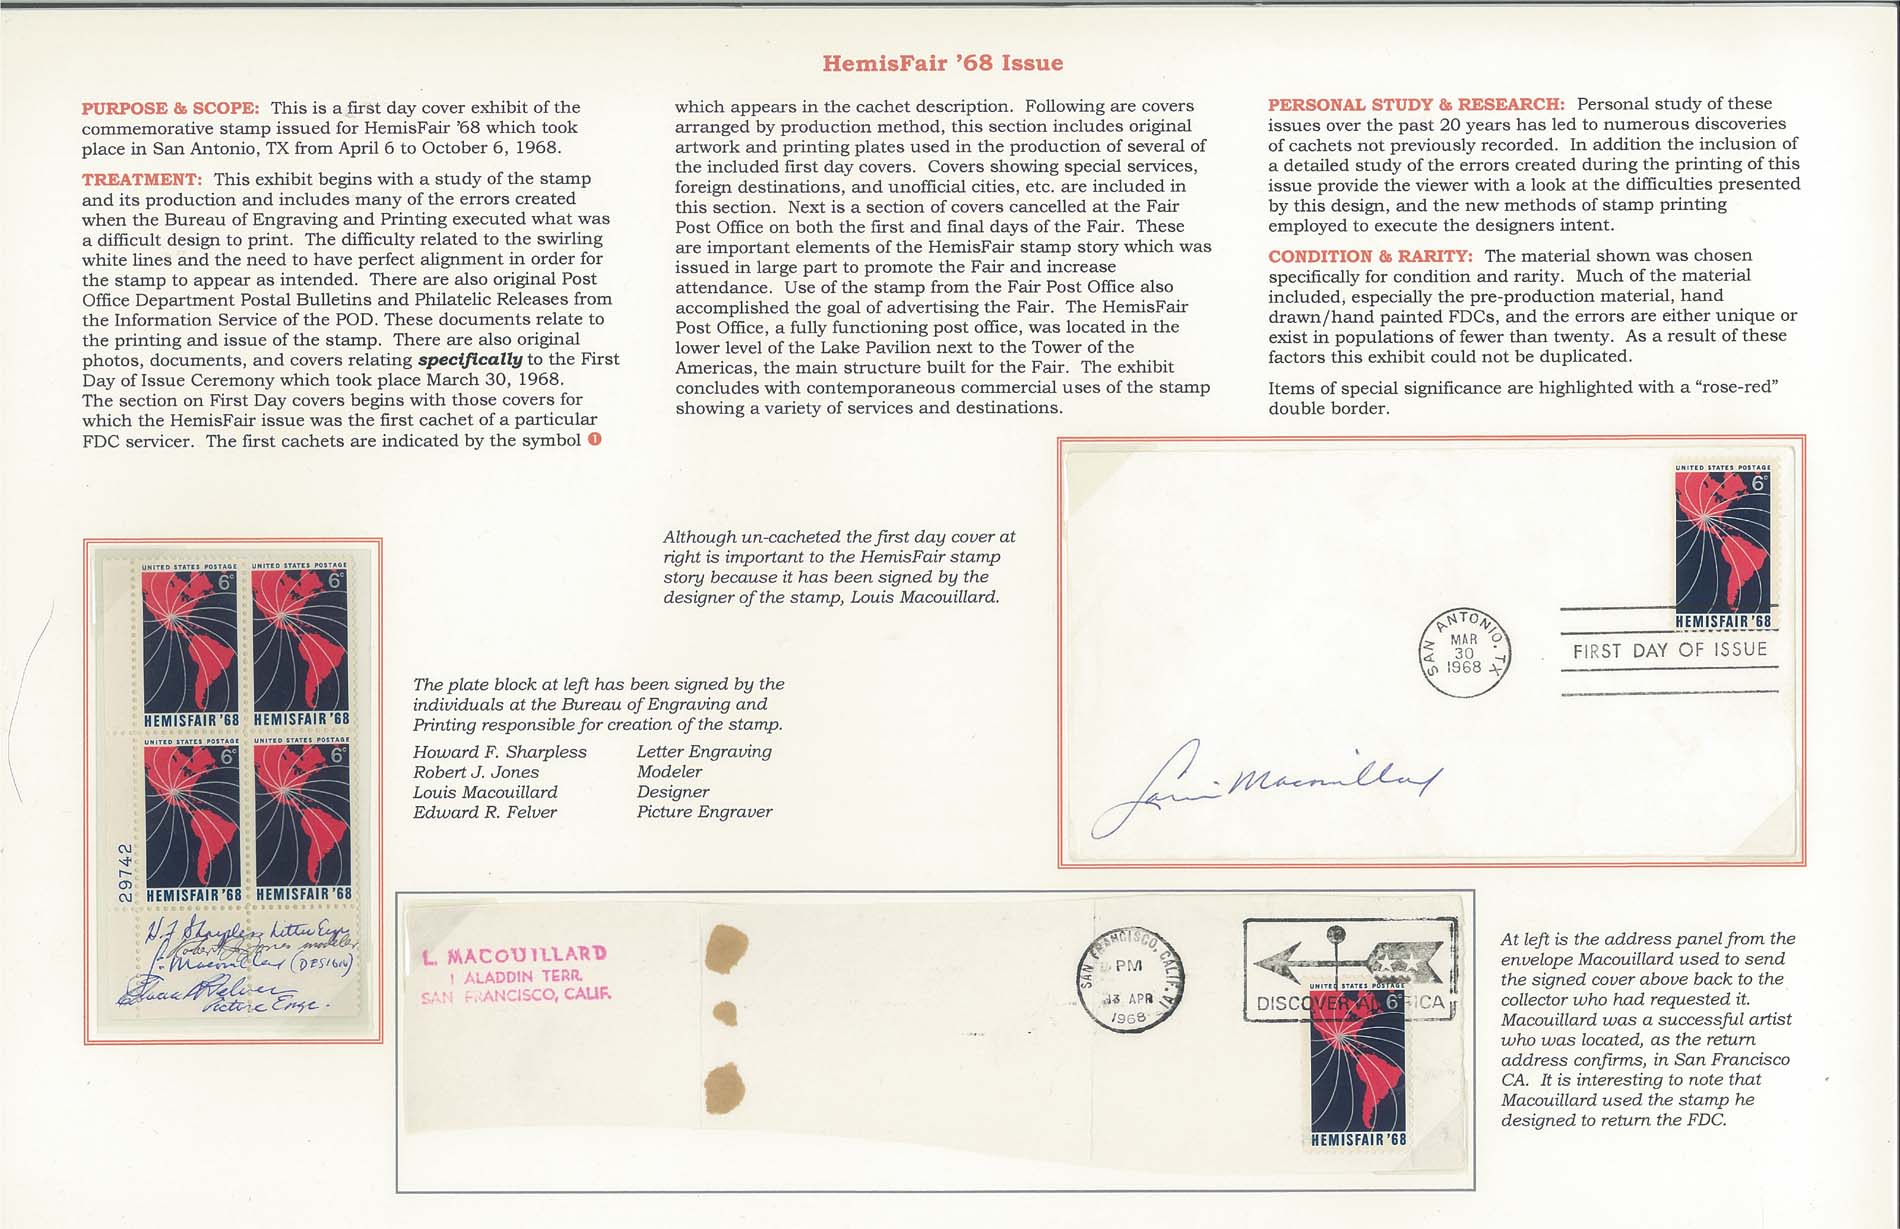 HemisFair ’68 Issue
PURPOSE & SCOPE: This is a first day cover exhibit of the
commemorative stamp issued for HemisFair ’68 which took
place in San Antonio, TX from April 6 to October 6, 1968.
TREATMENT: This exhibit begins with a study of the stamp
and its production and includes many of the errors created
when the Bureau of Engraving and Printing executed what was
a difficult design to print. The difficulty related to the swirling
white lines and the need to have perfect alignment in order for
the stamp to appear as intended. There are also original Post
Office Department Postal Bulletins and Philatelic Releases from
the Information Service of the POD. These documents relate to
the printing and issue of the stamp. There are also original
photos, documents, and covers relating specifically to the First
Day of Issue Ceremony which took place March 30, 1968.
The section on First Day covers begins with those covers for
which the HemisFair issue was the first cachet of a particular
FDC servicer. The first cachets are indicated by the symbol ❶
which appears in the cachet description. Following are covers
arranged by production method, this section includes original
artwork and printing plates used in the production of several of
the included first day covers. Covers showing special services,
foreign destinations, and unofficial cities, etc. are included in
this section. Next is a section of covers cancelled at the Fair
Post Office on both the first and final days of the Fair. These
are important elements of the HemisFair stamp story which was
issued in large part to promote the Fair and increase
attendance. Use of the stamp from the Fair Post Office also
accomplished the goal of advertising the Fair. The HemisFair
Post Office, a fully functioning post office, was located in the
lower level of the Lake Pavilion next to the Tower of the
Americas, the main structure built for the Fair. The exhibit
concludes with contemporaneous commercial uses of the stamp
showing a variety of services and destinations.
PERSONAL STUDY & RESEARCH: Personal study of these
issues over the past 20 years has led to numerous discoveries
of cachets not previously recorded. In addition the inclusion of
a detailed study of the errors created during the printing of this
issue provide the viewer with a look at the difficulties presented
by this design, and the new methods of stamp printing
employed to execute the designers intent.
CONDITION & RARITY: The material shown was chosen
specifically for condition and rarity. Much of the material
included, especially the pre-production material, hand
drawn/hand painted FDCs, and the errors are either unique or
exist in populations of fewer than twenty. As a result of these
factors this exhibit could not be duplicated.
Items of special significance are highlighted with a “rose-red”
double border.
Although un-cacheted the first day cover at
right is important to the HemisFair stamp
story because it has been signed by the
designer of the stamp, Louis Macouillard.
UNITED STATES POSTAGE
6c
HEMISFAIR '68
SAN ANTONIO, TX
MAR
30
1968
FIRST DAY OF ISSUE
Louis Macouillard
UNITED STATES POSTAGE
6c
HEMISFAIR '68
UNITED STATES POSTAGE
6c
HEMISFAIR '68
UNITED STATES POSTAGE
6c
HEMISFAIR '68
UNITED STATES POSTAGE
6c
HEMISFAIR '68
29742
H. F. Sharpless Letter Engr
Robert J. Jones modeler
L. Macouillard (DESIGN)
Edward R. Felver
Picture Engr.
The plate block at left has been signed by the
individuals at the Bureau of Engraving and
Printing responsible for creation of the stamp.
Howard F. Sharpless Letter Engraving
Robert J. Jones Modeler
Louis Macouillard Designer
Edward R. Felver Picture Engraver
L. MACOUILLARD
1 ALADDIN TERR.
SAN FRANCISCO, CALIF.
SAN FRANCISCO, CALIF.
PM
13 APR
1968
DISCOVER AMERICA
UNITED STATES POSTAGE
6c
HEMISFAIR '68
At left is the address panel from the
envelope Macouillard used to send
the signed cover above back to the
collector who had requested it.
Macouillard was a successful artist
who was located, as the return
address confirms, in San Francisco
CA. It is interesting to note that
Macouillard used the stamp he
designed to return the FDC.